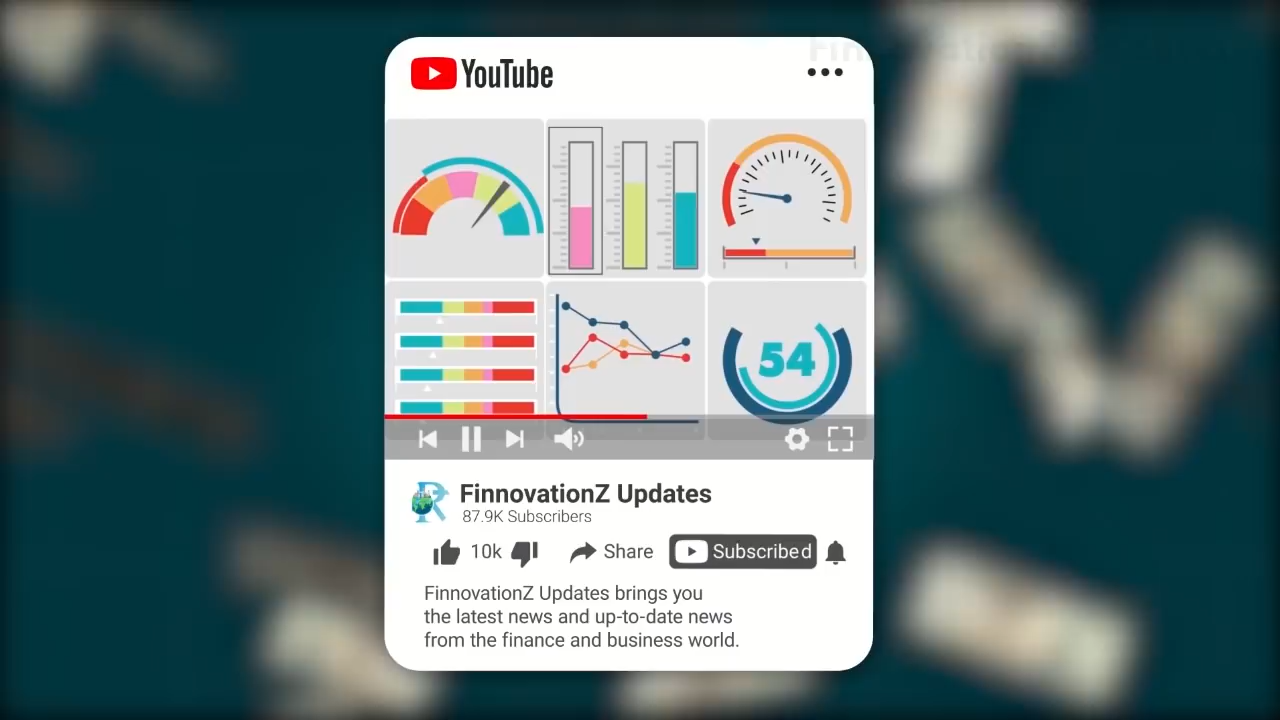 YouTube
54
FinnovationZ Updates
87.9K Subscribers
10k
Share
Subscribed
FinnovationZ Updates brings you
the latest news and up-to-date news
from the finance and business world.